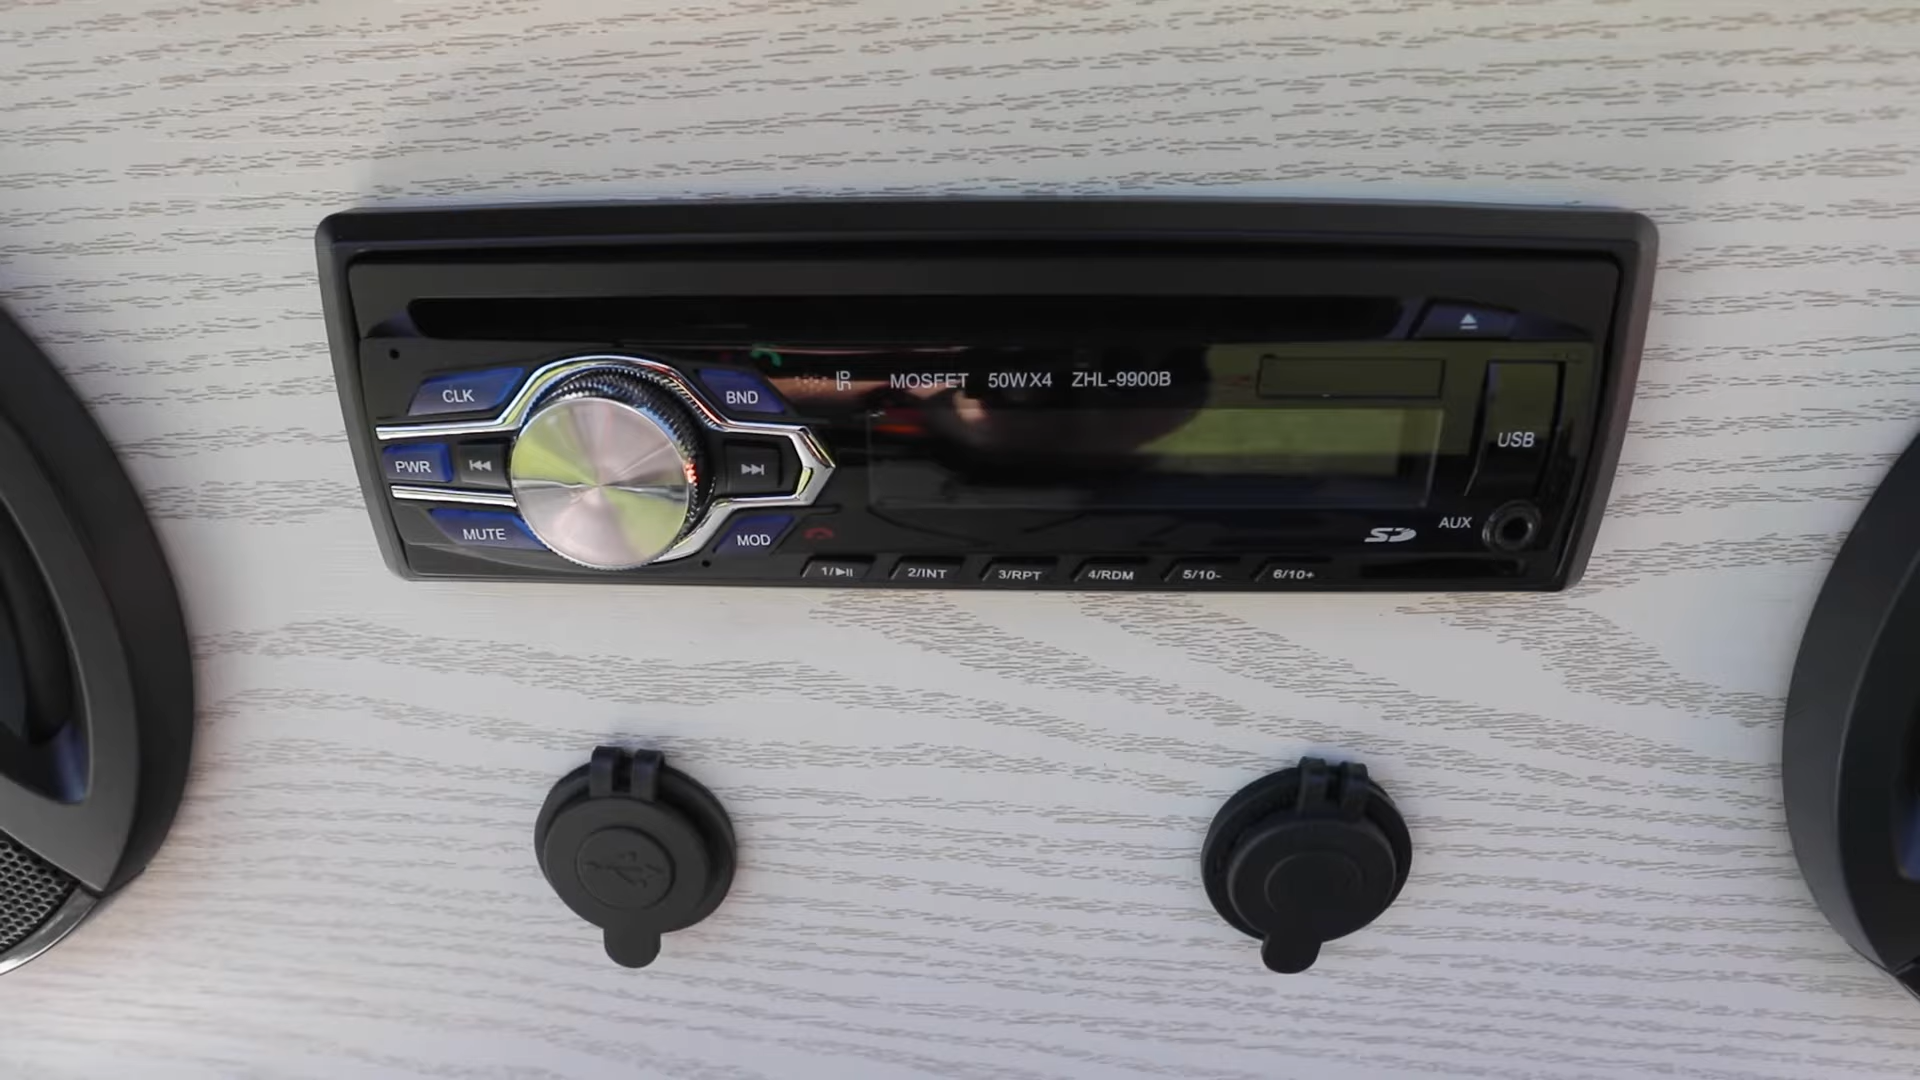 MOSFET 50WX4 ZHL-9900B
CLK
BND
USB
PWR
MUTE
MOD
SD
AUX
1/⏯
2/INT
3/RPT
4/RDM
5/10-
6/10+